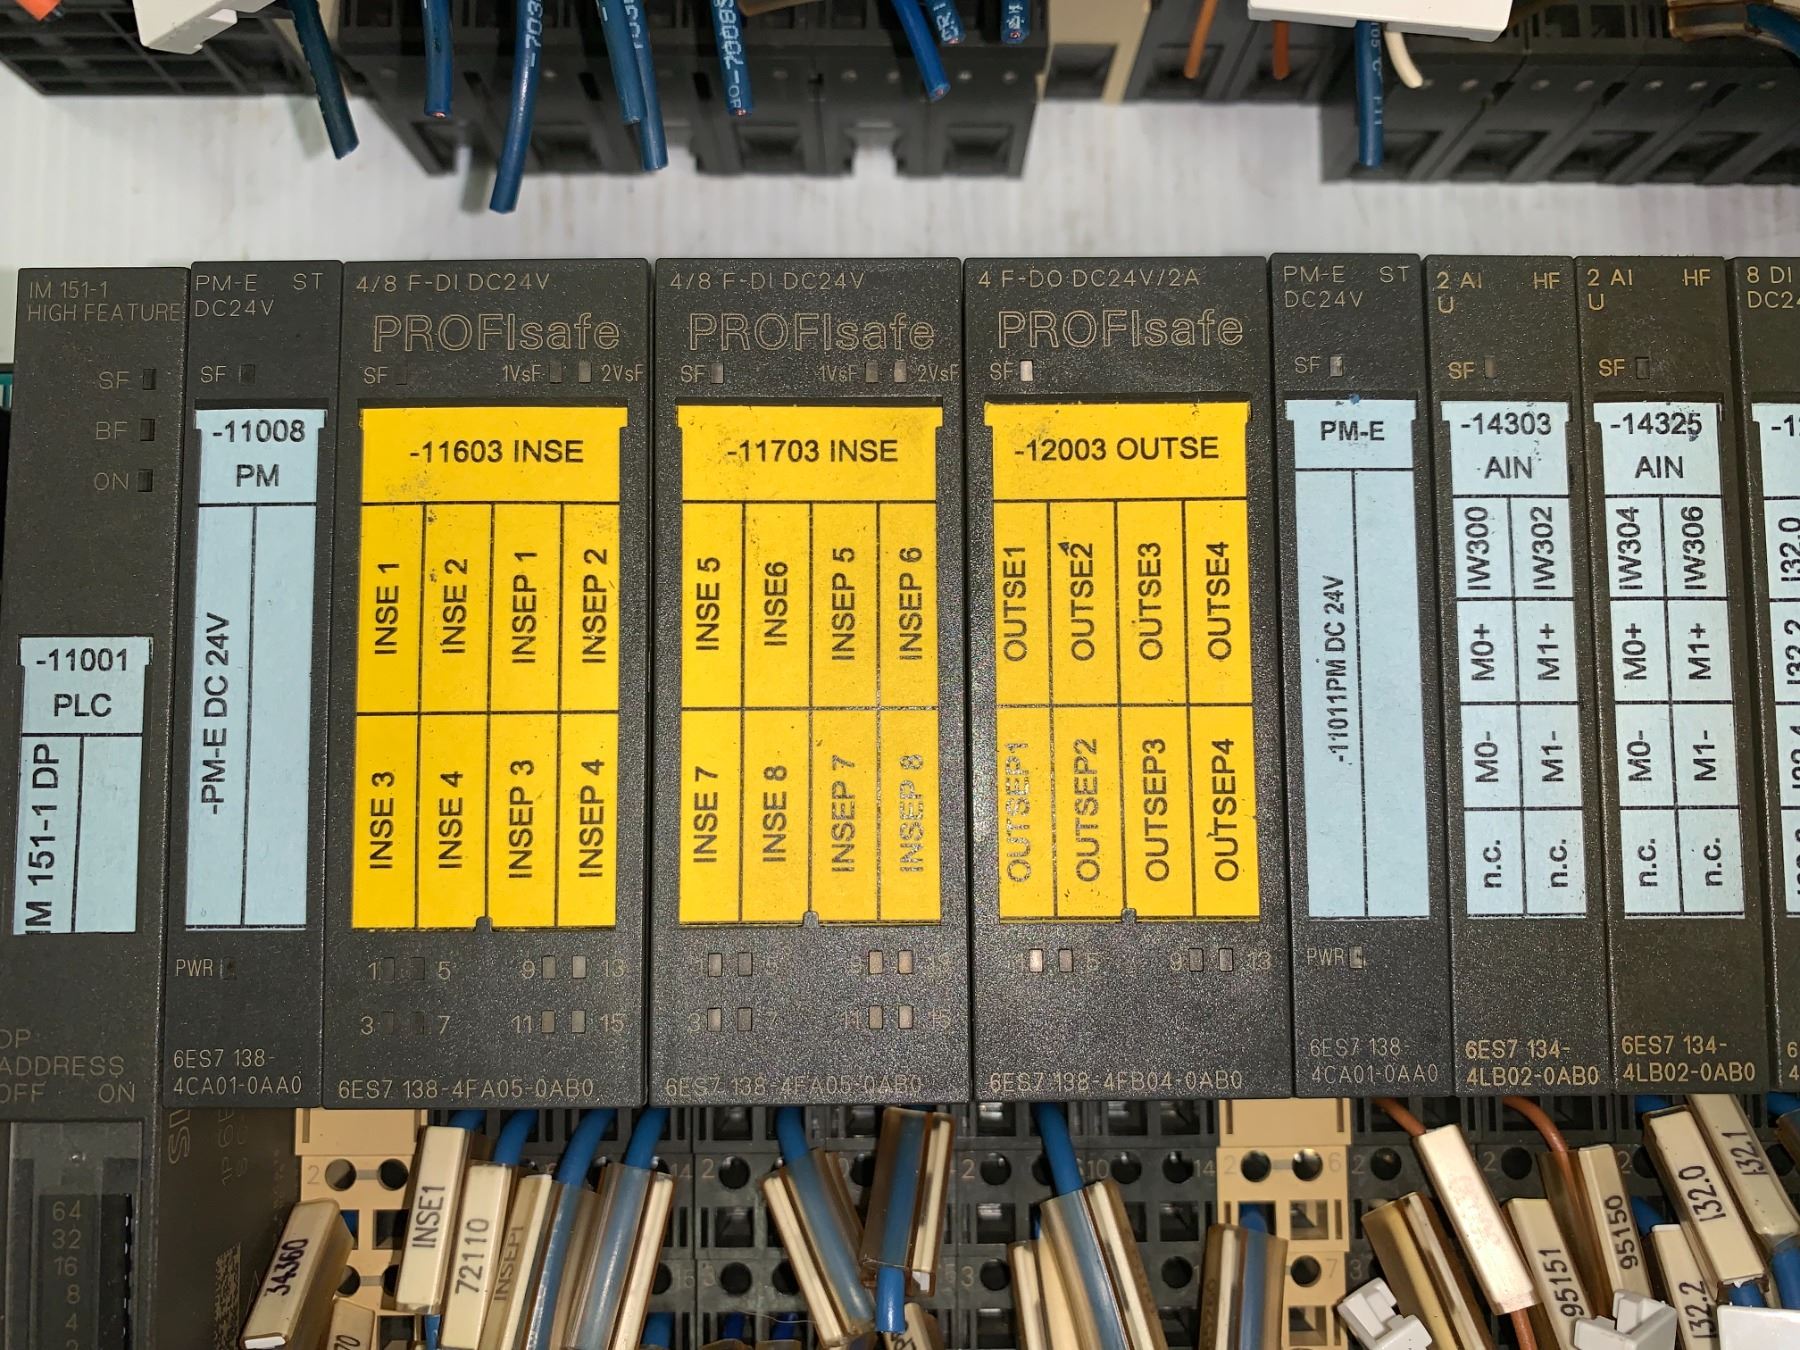 IM 151-1
HIGH FEATURE
SF
BF
ON
-11001
PLC
IM 151-1 DP
ADDRESS
OFF ON
64
32
16
8
4
PM-E ST
DC24V
SF
-11008
PM
-PM-E DC 24V
PWR
6ES7 138-
4CA01-0AA0
4/8 F-DI DC24V
PROFIsafe
SF 1VsF 2VsF
-11603 INSE
INSE 1
INSE 2
INSEP 1
INSEP 2
INSE 3
INSE 4
INSEP 3
INSEP 4
1 5 9 13
3 7 11 15
6ES7 138-4FA05-0AB0
4/8 F-DI DC24V
PROFIsafe
SF 1VsF 2VsF
-11703 INSE
INSE 5
INSE6
INSEP 5
INSEP 6
INSE 7
INSE 8
INSEP 7
INSEP 8
6ES7 138-4FA05-0AB0
4 F-DO DC24V/2A
PROFIsafe
SF
-12003 OUTSE
OUTSE1
OUTSE2
OUTSE3
OUTSE4
OUTSEP1
OUTSEP2
OUTSEP3
OUTSEP4
6ES7 138-4FB04-0AB0
PM-E ST
DC24V
SF
PM-E
-11011PM DC 24V
PWR
6ES7 138-
4CA01-0AA0
2 AI HF
U
SF
-14303
AIN
IW300
IW302
M0+
M1+
M0-
M1-
n.c.
n.c.
6ES7 134-
4LB02-0AB0
2 AI HF
U
SF
-14325
AIN
IW304
IW306
M0+
M1+
M0-
M1-
n.c.
n.c.
6ES7 134-
4LB02-0AB0
8 DI
I32.0
I32.2
34360
INSE1
72110
INSEP1
95151
95150
I32.0
I32.1
I32.2